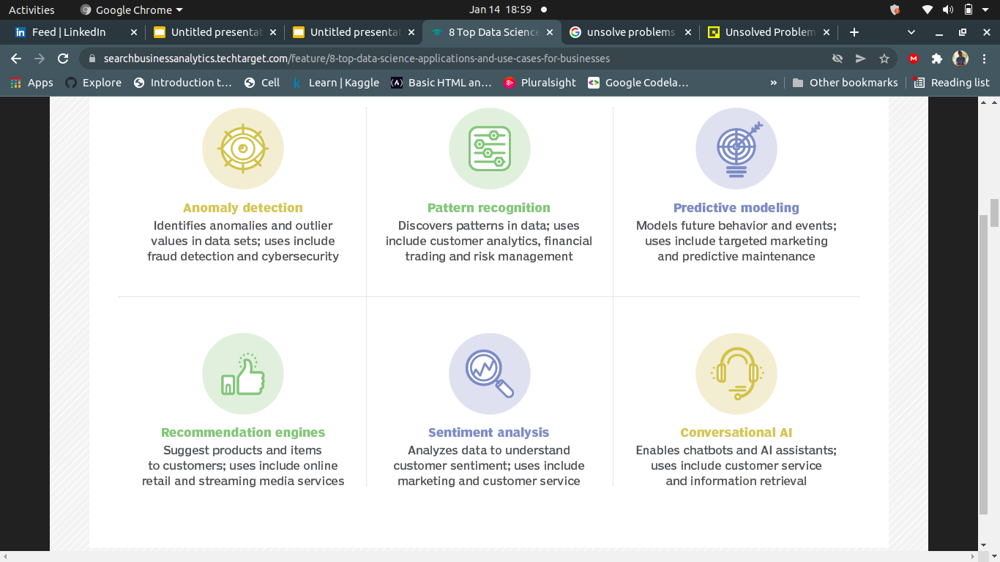 Activities
Google Chrome
Jan 14 18:59
Feed | LinkedIn
Untitled presentat
Untitled presentat
8 Top Data Science
unsolve problems
Unsolved Problem
searchbusinessanalytics.techtarget.com/feature/8-top-data-science-applications-and-use-cases-for-businesses
Apps
Explore
Introduction t…
Cell
Learn | Kaggle
Basic HTML an…
Pluralsight
Google Codela…
»
Other bookmarks
Reading list
Anomaly detection
Identifies anomalies and outlier
values in data sets; uses include
fraud detection and cybersecurity
Pattern recognition
Discovers patterns in data; uses
include customer analytics, financial
trading and risk management
Predictive modeling
Models future behavior and events;
uses include targeted marketing
and predictive maintenance
Recommendation engines
Suggest products and items
to customers; uses include online
retail and streaming media services
Sentiment analysis
Analyzes data to understand
customer sentiment; uses include
marketing and customer service
Conversational AI
Enables chatbots and AI assistants;
uses include customer service
and information retrieval